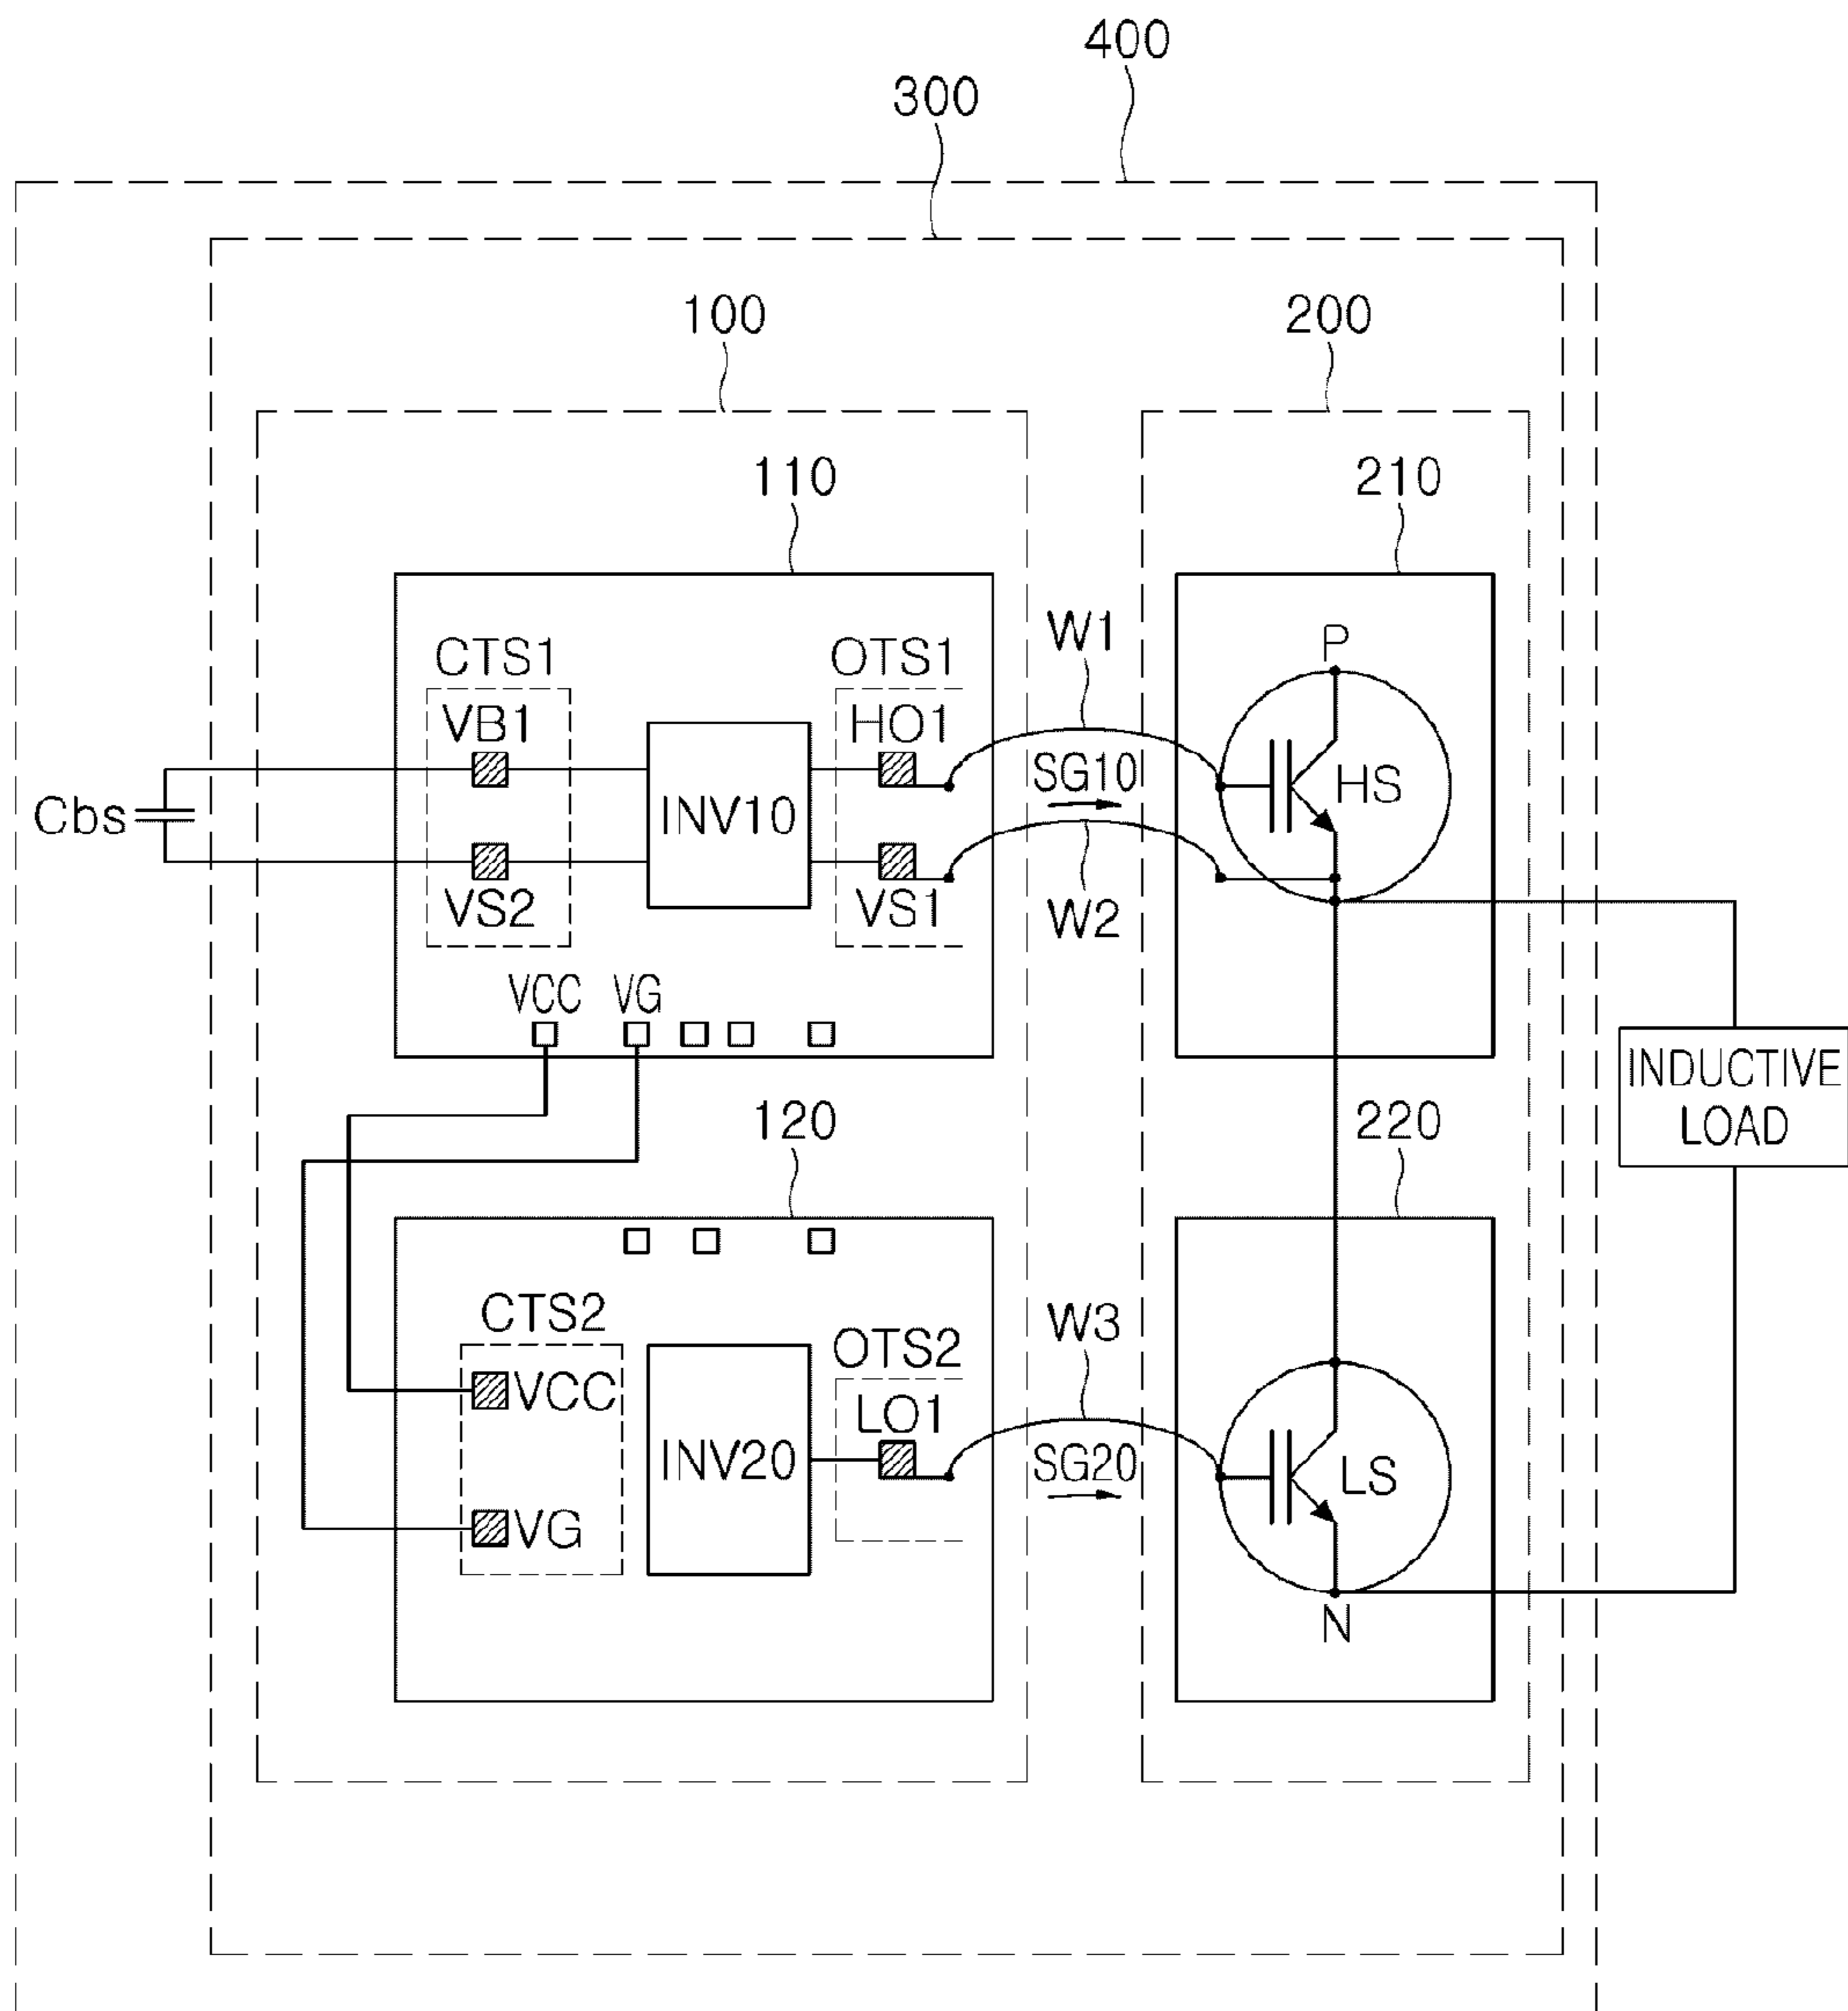 400
300
100
200
110
210
CTS1
OTS1
W1
P
VB1
HO1
SG10
HS
Cbs
INV10
VS2
VS1
W2
VCC
VG
INDUCTIVE
LOAD
120
220
CTS2
OTS2
W3
VCC
LO1
INV20
SG20
LS
VG
N